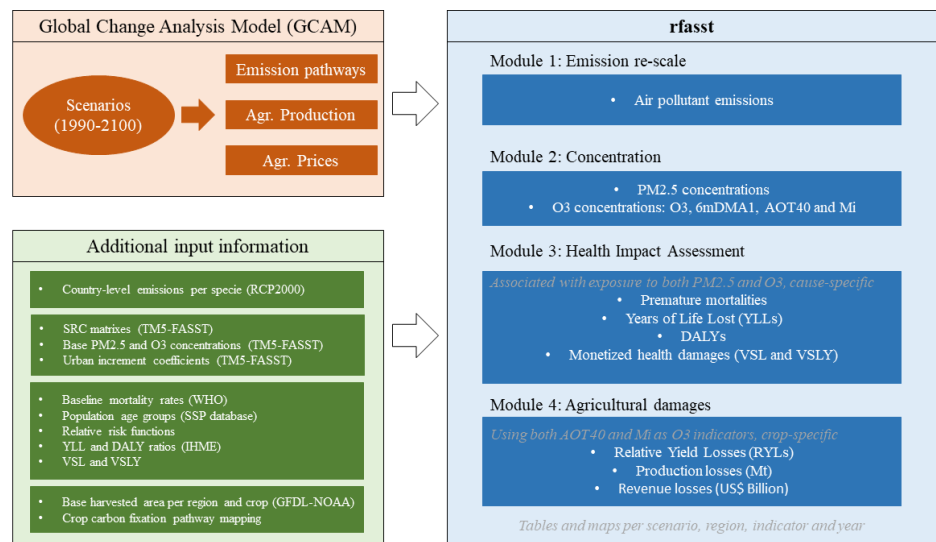 Global Change Analysis Model (GCAM)
Scenarios
(1990-2100)
Emission pathways
Agr. Production
Agr. Prices
Additional input information
• Country-level emissions per specie (RCP2000)
• SRC matrixes (TM5-FASST)
• Base PM2.5 and O3 concentrations (TM5-FASST)
• Urban increment coefficients (TM5-FASST)
• Baseline mortality rates (WHO)
• Population age groups (SSP database)
• Relative risk functions
• YLL and DALY ratios (IHME)
• VSL and VSLY
• Base harvested area per region and crop (GFDL-NOAA)
• Crop carbon fixation pathway mapping
rfasst
Module 1: Emission re-scale
• Air pollutant emissions
Module 2: Concentration
• PM2.5 concentrations
• O3 concentrations: O3, 6mDMA1, AOT40 and Mi
Module 3: Health Impact Assessment
Associated with exposure to both PM2.5 and O3, cause-specific
• Premature mortalities
• Years of Life Lost (YLLs)
• DALYs
• Monetized health damages (VSL and VSLY)
Module 4: Agricultural damages
Using both AOT40 and Mi as O3 indicators, crop-specific
• Relative Yield Losses (RYLs)
• Production losses (Mt)
• Revenue losses (US$ Billion)
Tables and maps per scenario, region, indicator and year